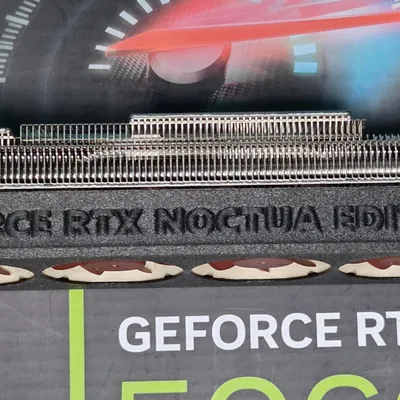 RCE RTX NOCTUA EDI
GEFORCE RT